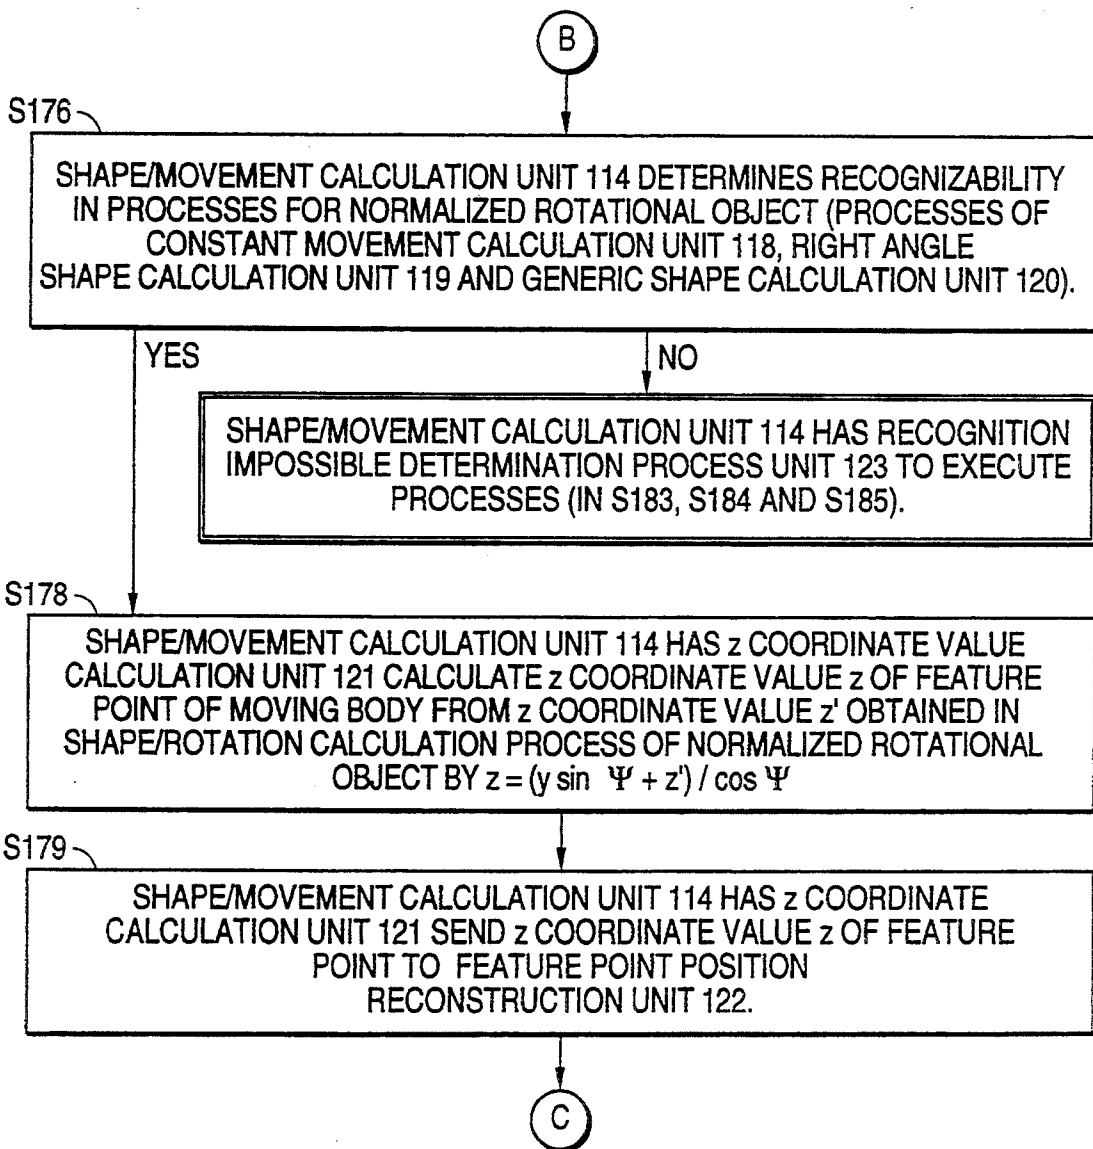 B
S176
SHAPE/MOVEMENT CALCULATION UNIT 114 DETERMINES RECOGNIZABILITY
IN PROCESSES FOR NORMALIZED ROTATIONAL OBJECT (PROCESSES OF
CONSTANT MOVEMENT CALCULATION UNIT 118, RIGHT ANGLE
SHAPE CALCULATION UNIT 119 AND GENERIC SHAPE CALCULATION UNIT 120).
YES
NO
SHAPE/MOVEMENT CALCULATION UNIT 114 HAS RECOGNITION
IMPOSSIBLE DETERMINATION PROCESS UNIT 123 TO EXECUTE
PROCESSES (IN S183, S184 AND S185).
S178
SHAPE/MOVEMENT CALCULATION UNIT 114 HAS z COORDINATE VALUE
CALCULATION UNIT 121 CALCULATE z COORDINATE VALUE z OF FEATURE
POINT OF MOVING BODY FROM z COORDINATE VALUE z' OBTAINED IN
SHAPE/ROTATION CALCULATION PROCESS OF NORMALIZED ROTATIONAL
OBJECT BY z = (y sin Ψ + z') / cos Ψ
S179
SHAPE/MOVEMENT CALCULATION UNIT 114 HAS z COORDINATE
CALCULATION UNIT 121 SEND z COORDINATE VALUE z OF FEATURE
POINT TO FEATURE POINT POSITION
RECONSTRUCTION UNIT 122.
C